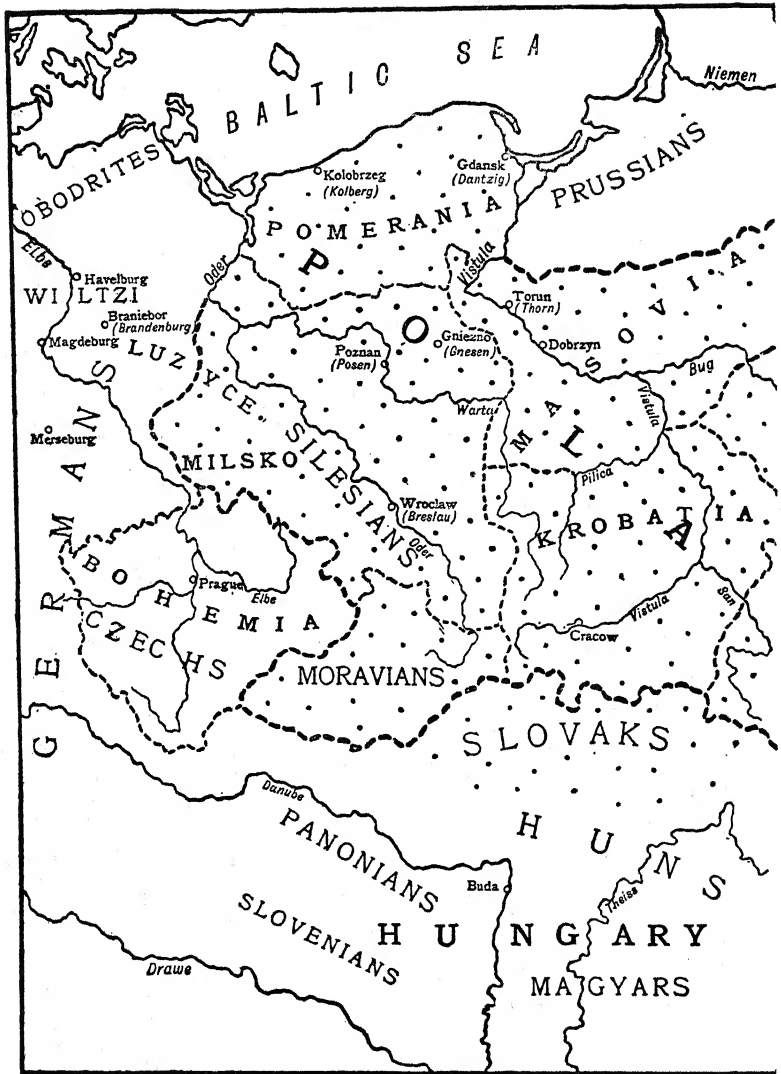 BALTIC SEA
Niemen
OBODRITES
Kolobrzeg
(Kolberg)
Gdansk
(Dantzig)
PRUSSIANS
POMERANIA
Elbe
Oder
Vistula
Havelburg
WILTZI
Braniebor
(Brandenburg)
Magdeburg
Torun
(Thorn)
Dobrzyn
Gniezno
(Gnesen)
Poznan
(Posen)
MASOVIA
Bug
Vistula
LUZYCE
Warta
POLA
Merseburg
MILSKO
SILESIANS
Pilica
Wroclaw
(Breslau)
Oder
KROBATIA
GERMANS
BOHEMIA
Prague
Elbe
CZECHS
Cracow
Vistula
San
MORAVIANS
SLOVAKS
Danube
HUNS
PANONIANS
Buda
Theiss
SLOVENIANS
HUNGARY
Drawe
MAGYARS